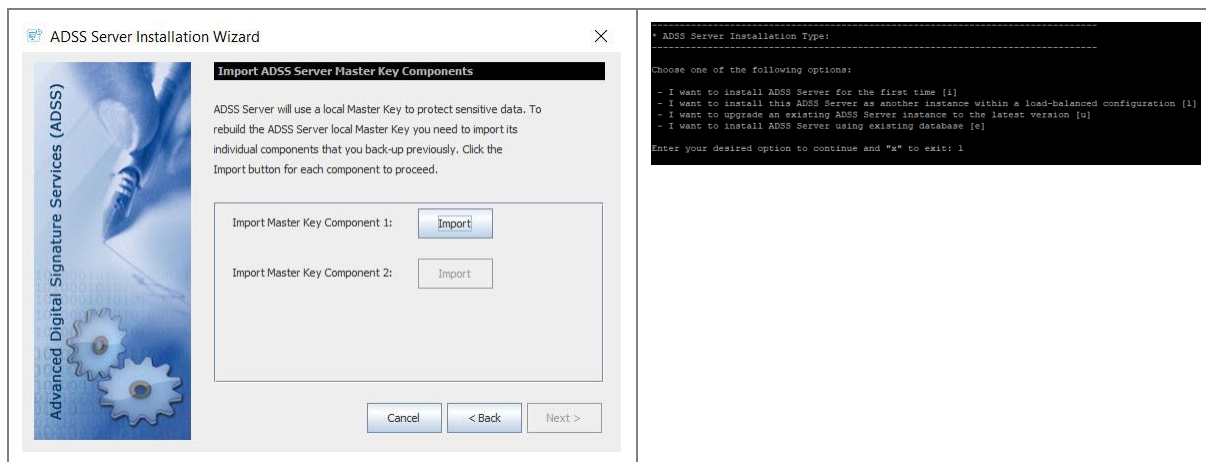 ADSS Server Installation Wizard
Advanced Digital Signature Services (ADSS)
Import ADSS Server Master Key Components
ADSS Server will use a local Master Key to protect sensitive data. To
rebuild the ADSS Server local Master Key you need to import its
individual components that you back-up previously. Click the
Import button for each component to proceed.
Import Master Key Component 1: Import
Import Master Key Component 2: Import
Cancel < Back Next >
--------------------------------------------------------------------------------
* ADSS Server Installation Type:
--------------------------------------------------------------------------------
Choose one of the following options:
- I want to install ADSS Server for the first time [i]
- I want to install this ADSS Server as another instance within a load-balanced configuration [l]
- I want to upgrade an existing ADSS Server instance to the latest version [u]
- I want to install ADSS Server using existing database [e]
Enter your desired option to continue and "x" to exit: l